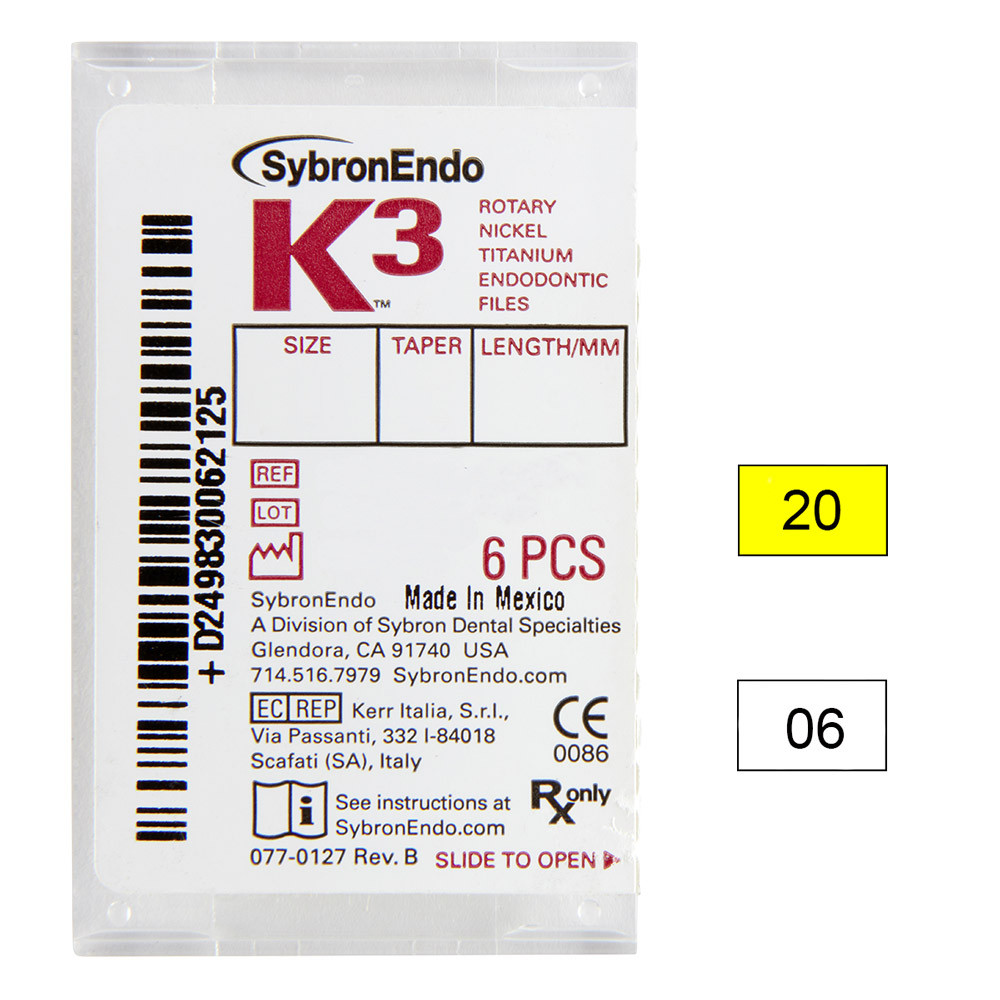 SybronEndo
K3™
ROTARY
NICKEL
TITANIUM
ENDODONTIC
FILES
SIZE TAPER LENGTH/MM
+D249830062125
REF
LOT
6 PCS
SybronEndo Made In Mexico
A Division of Sybron Dental Specialties
Glendora, CA 91740 USA
714.516.7979 SybronEndo.com
EC REP Kerr Italia, S.r.l.,
Via Passanti, 332 I-84018
Scafati (SA), Italy
CE
0086
i See instructions at
SybronEndo.com
Rx only
077-0127 Rev. B SLIDE TO OPEN
20
06